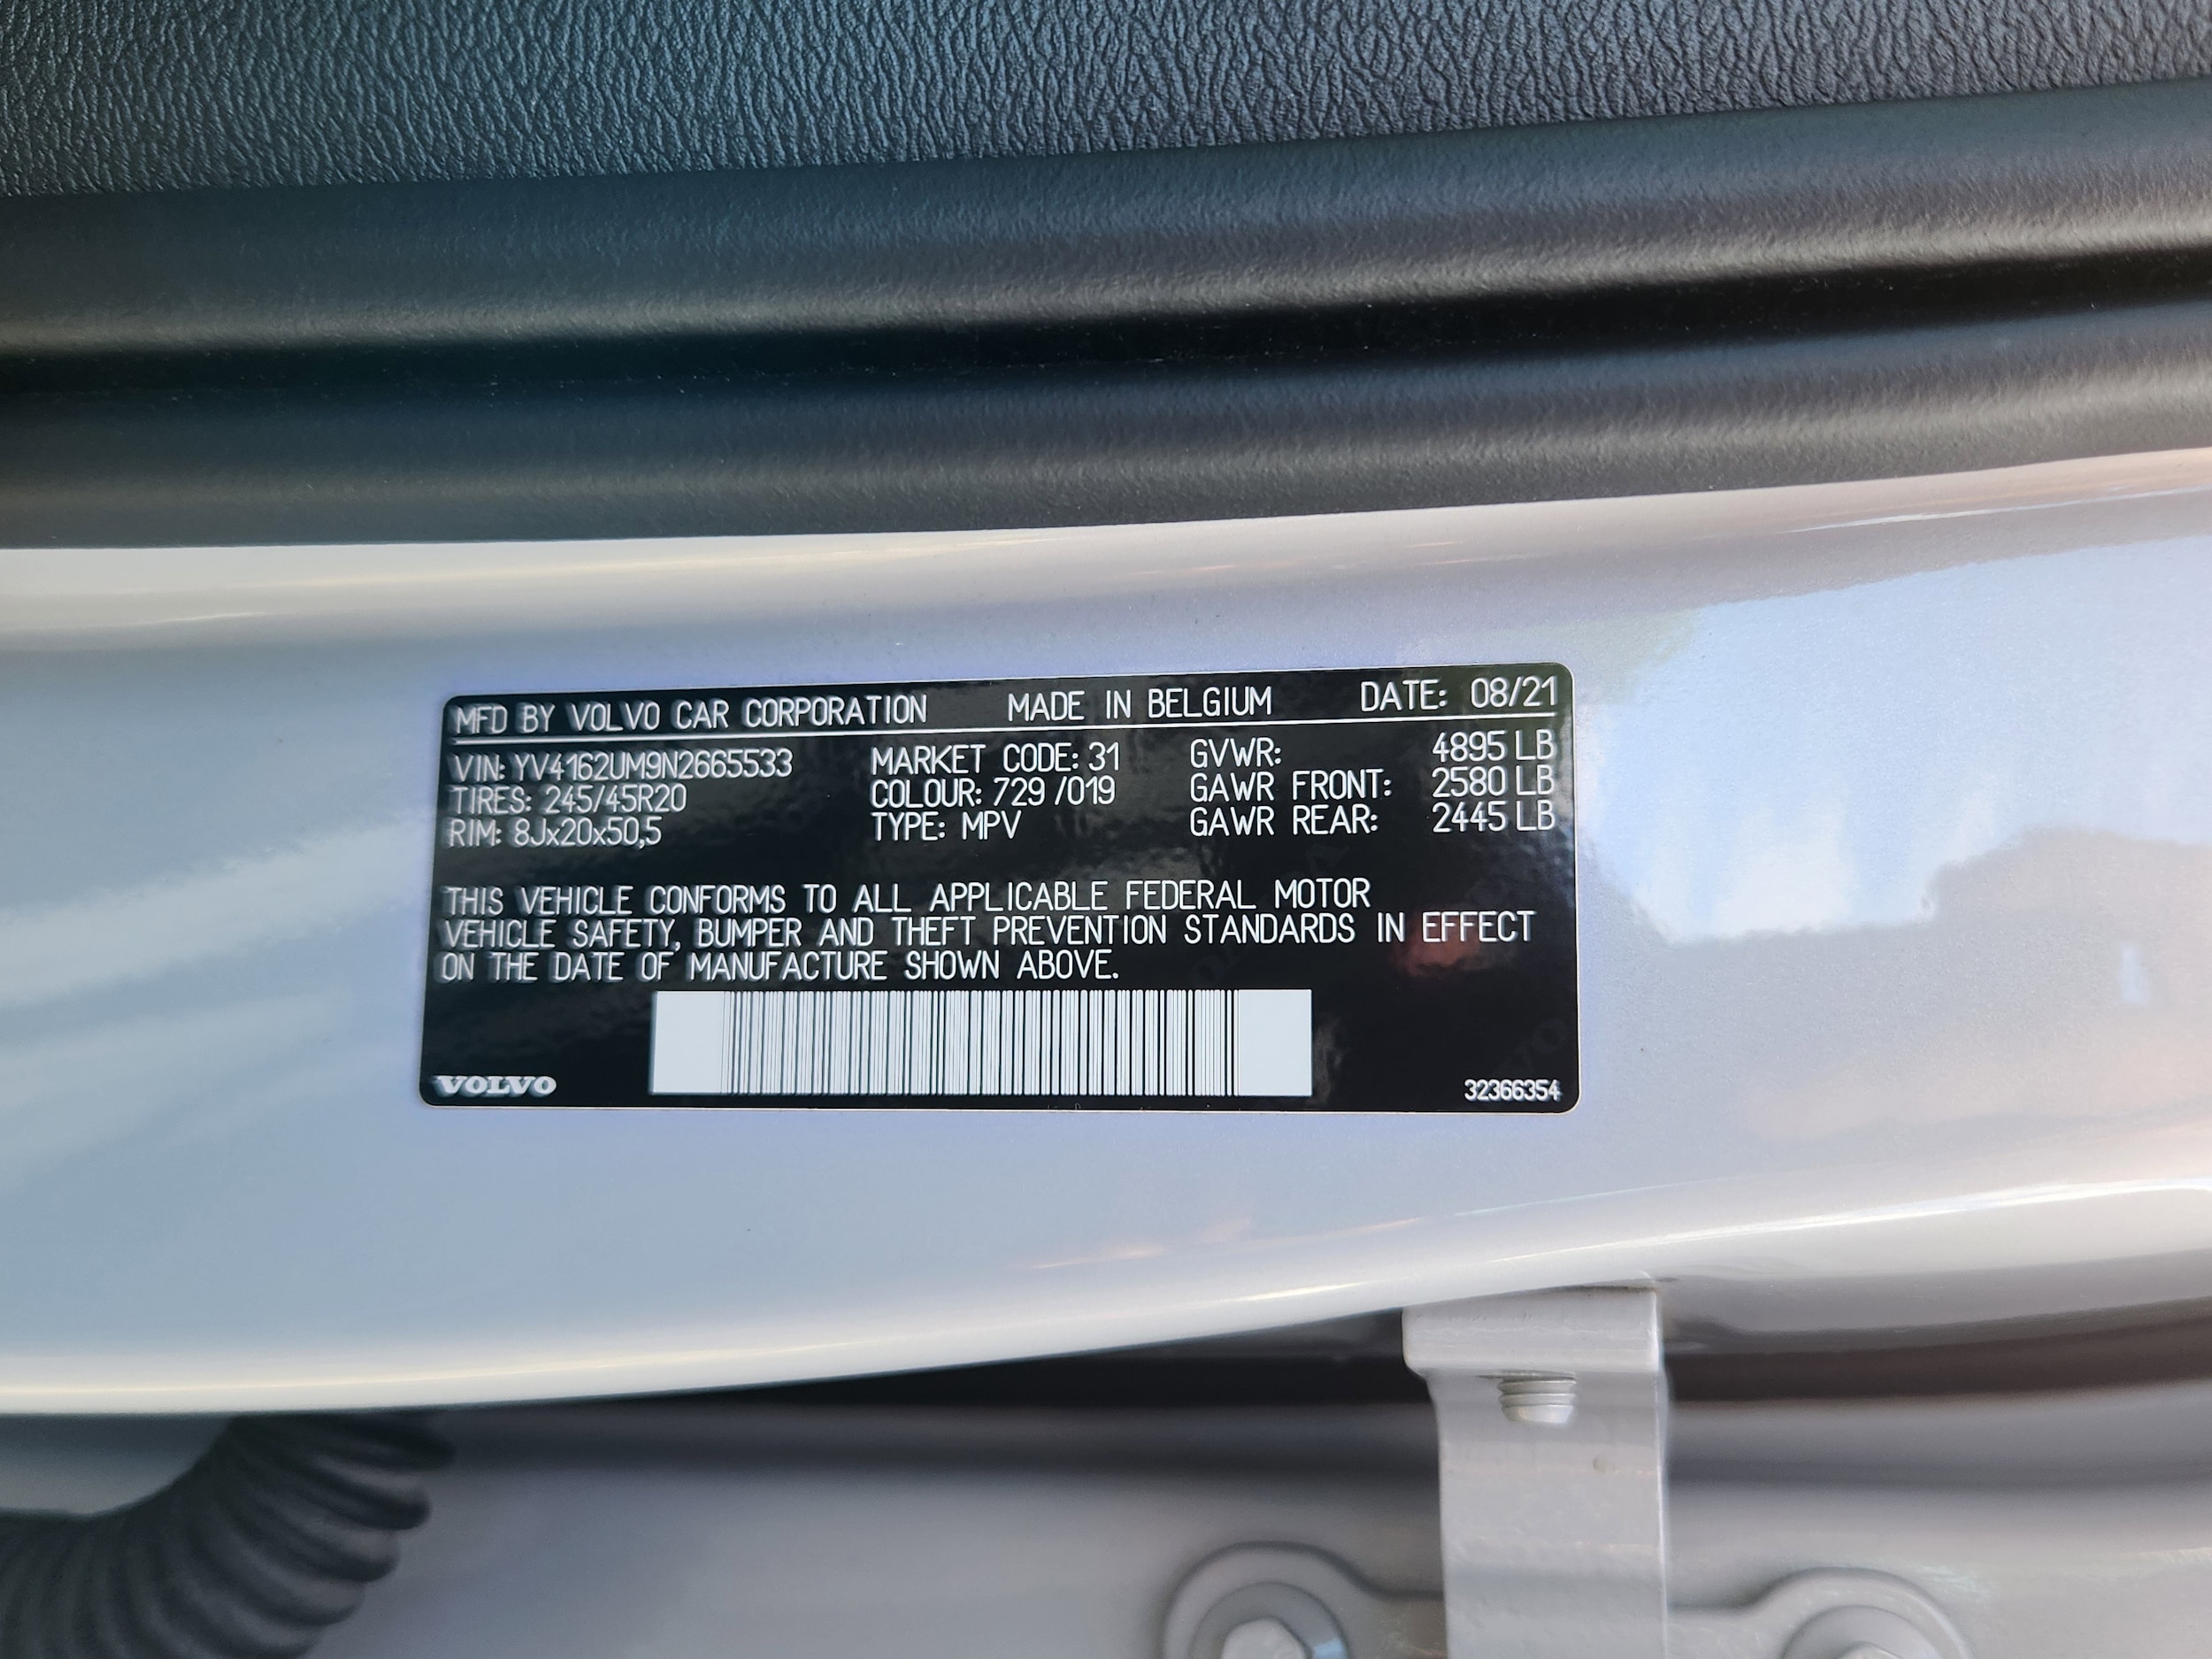 MFD BY VOLVO CAR CORPORATION MADE IN BELGIUM DATE: 08/21
VIN: YV4162UM9N2665533 MARKET CODE: 31 GVWR: 4895 LB
TIRES: 245/45R20 COLOUR: 729 /019 GAWR FRONT: 2580 LB
RIM: 8Jx20x50,5 TYPE: MPV GAWR REAR: 2445 LB
THIS VEHICLE CONFORMS TO ALL APPLICABLE FEDERAL MOTOR
VEHICLE SAFETY, BUMPER AND THEFT PREVENTION STANDARDS IN EFFECT
ON THE DATE OF MANUFACTURE SHOWN ABOVE.
VOLVO 32366354